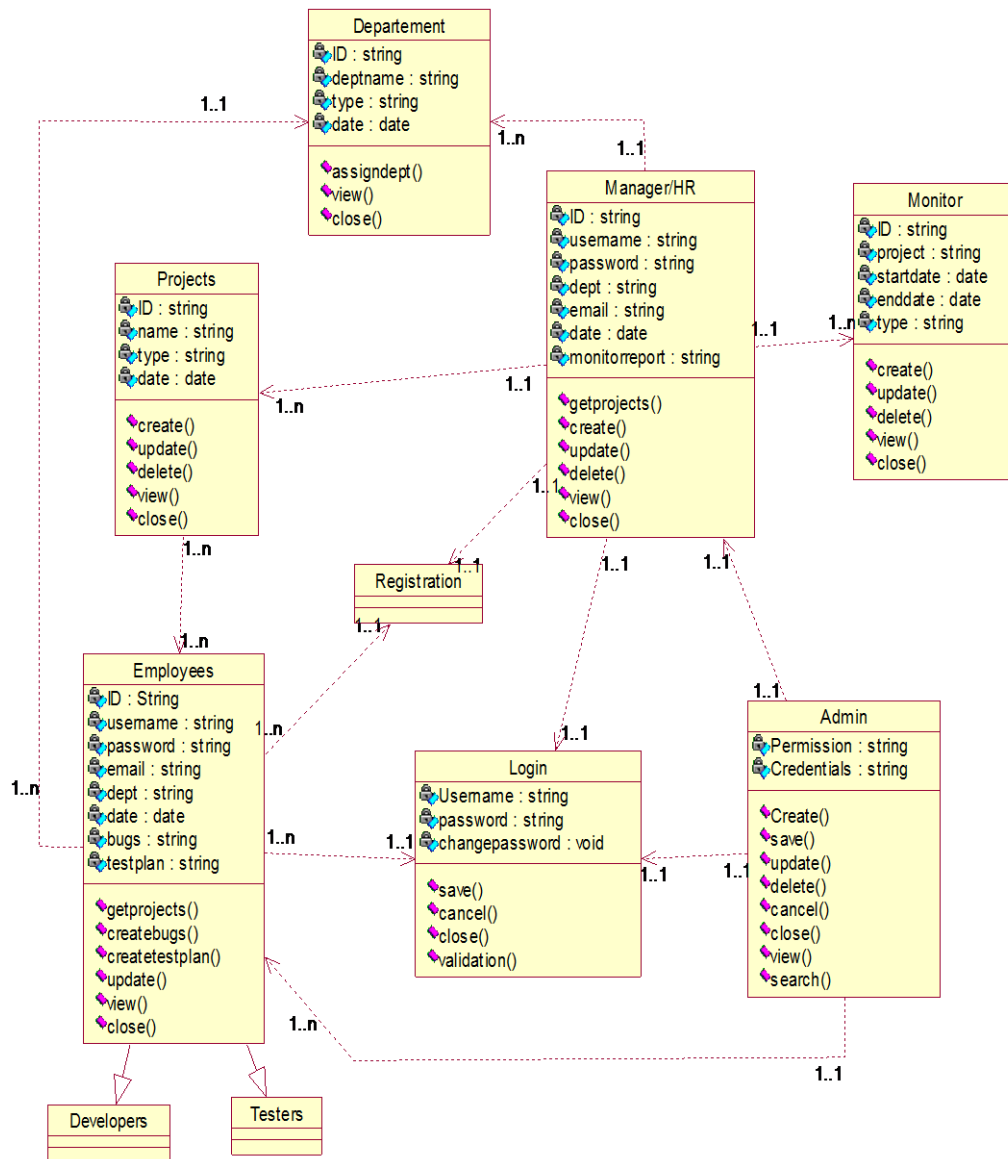 Departement
ID : string
deptname : string
type : string
date : date
assigndept()
view()
close()
1..1
1..n
1..1
Manager/HR
ID : string
username : string
password : string
dept : string
email : string
date : date
monitorreport : string
getprojects()
create()
update()
delete()
view()
close()
Monitor
ID : string
project : string
startdate : date
enddate : date
type : string
create()
update()
delete()
view()
close()
1..1
1..n
Projects
ID : string
name : string
type : string
date : date
create()
update()
delete()
view()
close()
1..n
1..1
1..1
1..1
1..1
1..1
1..n
Registration
1..1
1..n
1..n
Employees
ID : String
username : string
password : string
email : string
dept : string
date : date
bugs : string
testplan : string
getprojects()
createbugs()
createtestplan()
update()
view()
close()
1..n
1..n
1..1
1..1
1..1
Login
Username : string
password : string
changepassword : void
save()
cancel()
close()
validation()
Admin
Permission : string
Credentials : string
Create()
save()
update()
delete()
cancel()
close()
view()
search()
1..1
1..1
1..n
1..1
Developers
Testers